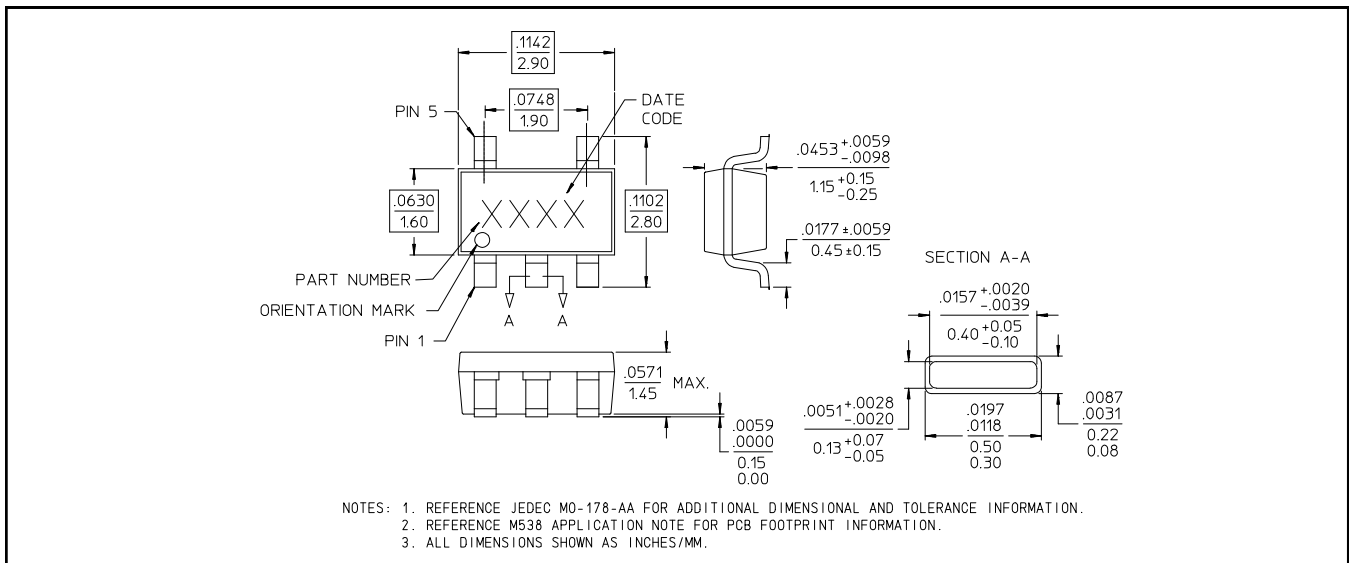 .1142
2.90
.0748
1.90
PIN 5
DATE
CODE
.0630
1.60
XXXX
.1102
2.80
PART NUMBER
ORIENTATION MARK
PIN 1
A
A
.0453 +.0059
-.0098
1.15 +0.15
-0.25
.0177 ±.0059
0.45 ±0.15
SECTION A-A
.0157 +.0020
-.0039
0.40 +0.05
-0.10
.0571
1.45
MAX.
.0059
.0000
0.15
0.00
.0051 +.0028
-.0020
0.13 +0.07
-0.05
.0197
.0118
0.50
0.30
.0087
.0031
0.22
0.08
NOTES: 1. REFERENCE JEDEC MO-178-AA FOR ADDITIONAL DIMENSIONAL AND TOLERANCE INFORMATION.
2. REFERENCE M538 APPLICATION NOTE FOR PCB FOOTPRINT INFORMATION.
3. ALL DIMENSIONS SHOWN AS INCHES/MM.